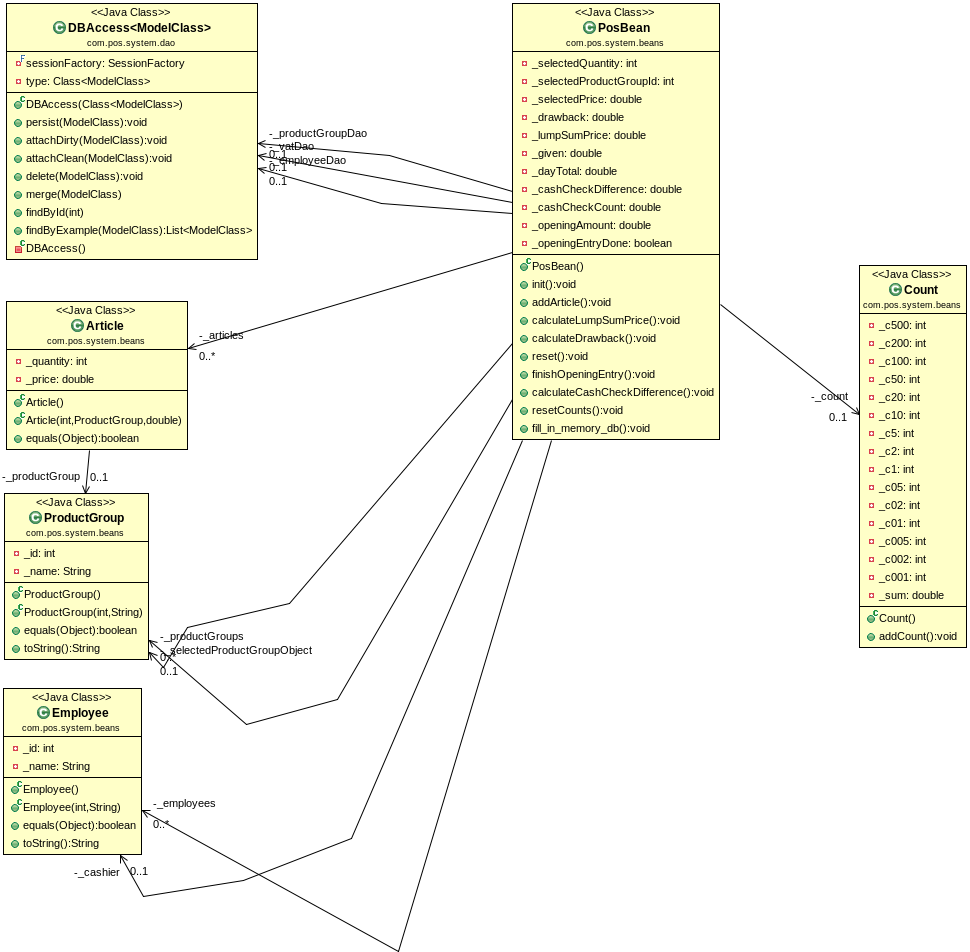 <<Java Class>>
DBAccess<ModelClass>
com.pos.system.dao
sessionFactory: SessionFactory
type: Class<ModelClass>
DBAccess(Class<ModelClass>)
persist(ModelClass):void
attachDirty(ModelClass):void
attachClean(ModelClass):void
delete(ModelClass):void
merge(ModelClass)
findById(int)
findByExample(ModelClass):List<ModelClass>
DBAccess()
-_productGroupDao
-_vatDao
0..1
-_employeeDao
0..1
0..1
<<Java Class>>
PosBean
com.pos.system.beans
_selectedQuantity: int
_selectedProductGroupId: int
_selectedPrice: double
_drawback: double
_lumpSumPrice: double
_given: double
_dayTotal: double
_cashCheckDifference: double
_cashCheckCount: double
_openingAmount: double
_openingEntryDone: boolean
PosBean()
init():void
addArticle():void
calculateLumpSumPrice():void
calculateDrawback():void
reset():void
finishOpeningEntry():void
calculateCashCheckDifference():void
resetCounts():void
fill_in_memory_db():void
<<Java Class>>
Count
com.pos.system.beans
_c500: int
_c200: int
_c100: int
_c50: int
_c20: int
_c10: int
_c5: int
_c2: int
_c1: int
_c05: int
_c02: int
_c01: int
_c005: int
_c002: int
_c001: int
_sum: double
Count()
addCount():void
-_count
0..1
<<Java Class>>
Article
com.pos.system.beans
_quantity: int
_price: double
Article()
Article(int,ProductGroup,double)
equals(Object):boolean
-_articles
0..*
-_productGroup
0..1
<<Java Class>>
ProductGroup
com.pos.system.beans
_id: int
_name: String
ProductGroup()
ProductGroup(int,String)
equals(Object):boolean
toString():String
-_productGroups
0..*
-_selectedProductGroupObject
0..1
<<Java Class>>
Employee
com.pos.system.beans
_id: int
_name: String
Employee()
Employee(int,String)
equals(Object):boolean
toString():String
-_employees
0..*
-_cashier
0..1